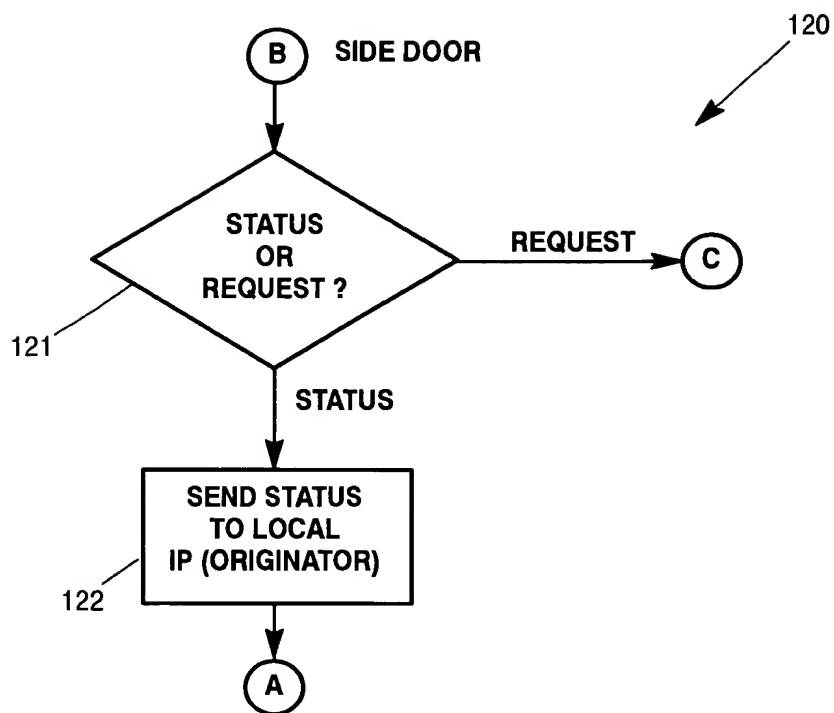 120
B SIDE DOOR
STATUS
OR
REQUEST ?
REQUEST
C
121
STATUS
SEND STATUS
TO LOCAL
IP (ORIGINATOR)
122
A